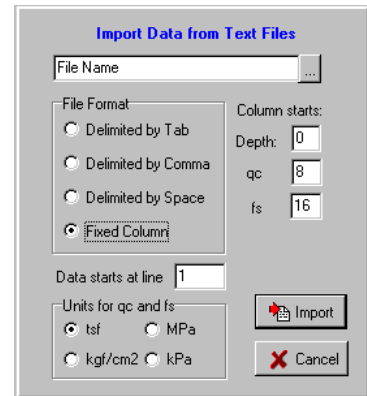 Import Data from Text Files
File Name ...
File Format
Delimited by Tab
Delimited by Comma
Delimited by Space
Fixed Column
Column starts:
Depth: 0
qc 8
fs 16
Data starts at line 1
Units for qc and fs
tsf MPa
kgf/cm2 kPa
Import
Cancel